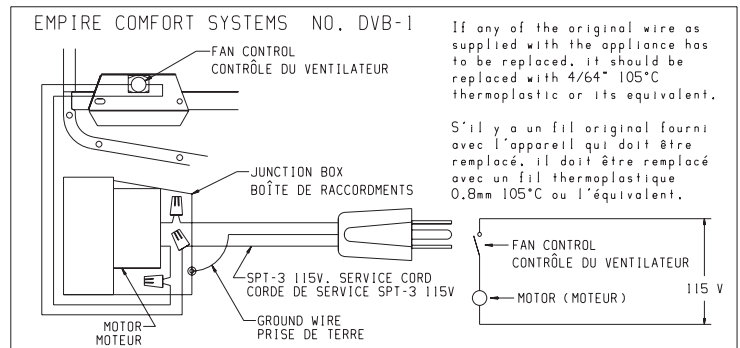 EMPIRE COMFORT SYSTEMS NO. DVB-1
FAN CONTROL
CONTRÔLE DU VENTILATEUR
JUNCTION BOX
BOÎTE DE RACCORDMENTS
SPT-3 115V. SERVICE CORD
CORDE DE SERVICE SPT-3 115V
GROUND WIRE
PRISE DE TERRE
MOTOR
MOTEUR
If any of the original wire as
supplied with the appliance has
to be replaced, it should be
replaced with 4/64" 105°C
thermoplastic or its equivalent.
S'il y a un fil original fourni
avec l'appareil qui doit être
remplacé, il doit être remplacé
avec un fil thermoplastique
0.8mm 105°C ou l'équivalent.
FAN CONTROL
CONTRÔLE DU VENTILATEUR
MOTOR (MOTEUR)
115 V